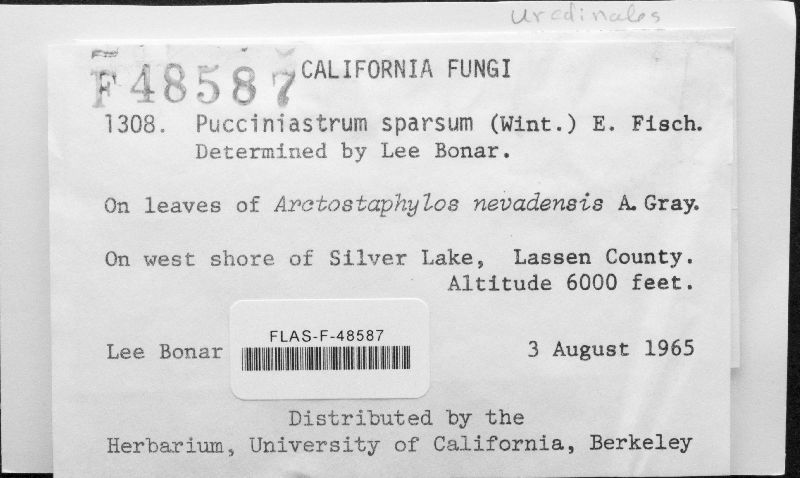 Uredinales
F48587
CALIFORNIA FUNGI
1308. Pucciniastrum sparsum (Wint.) E. Fisch.
Determined by Lee Bonar.
On leaves of Arctostaphylos nevadensis A. Gray.
On west shore of Silver Lake, Lassen County.
Altitude 6000 feet.
FLAS-F-48587
Lee Bonar
3 August 1965
Distributed by the
Herbarium, University of California, Berkeley